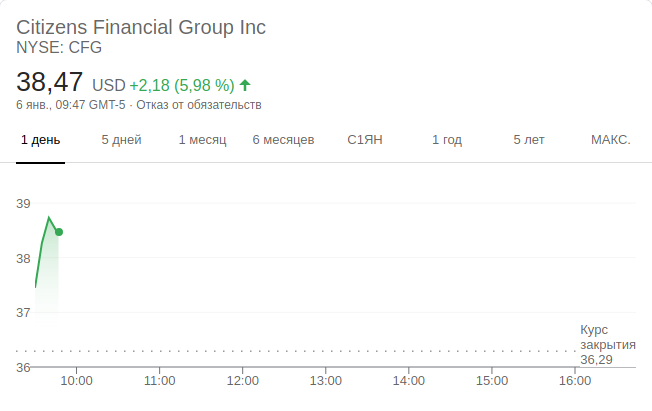 Citizens Financial Group Inc
NYSE: CFG
38,47 USD +2,18 (5,98 %)
6 янв., 09:47 GMT-5 · Отказ от обязательств
1 день 5 дней 1 месяц 6 месяцев С1ЯН 1 год 5 лет МАКС.
39
38
37
Курс
закрытия
36,29
36
10:00 11:00 12:00 13:00 14:00 15:00 16:00